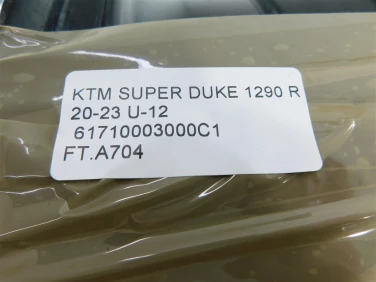 KTM SUPER DUKE 1290 R
20-23 U-12
61710003000C1
FT.A704